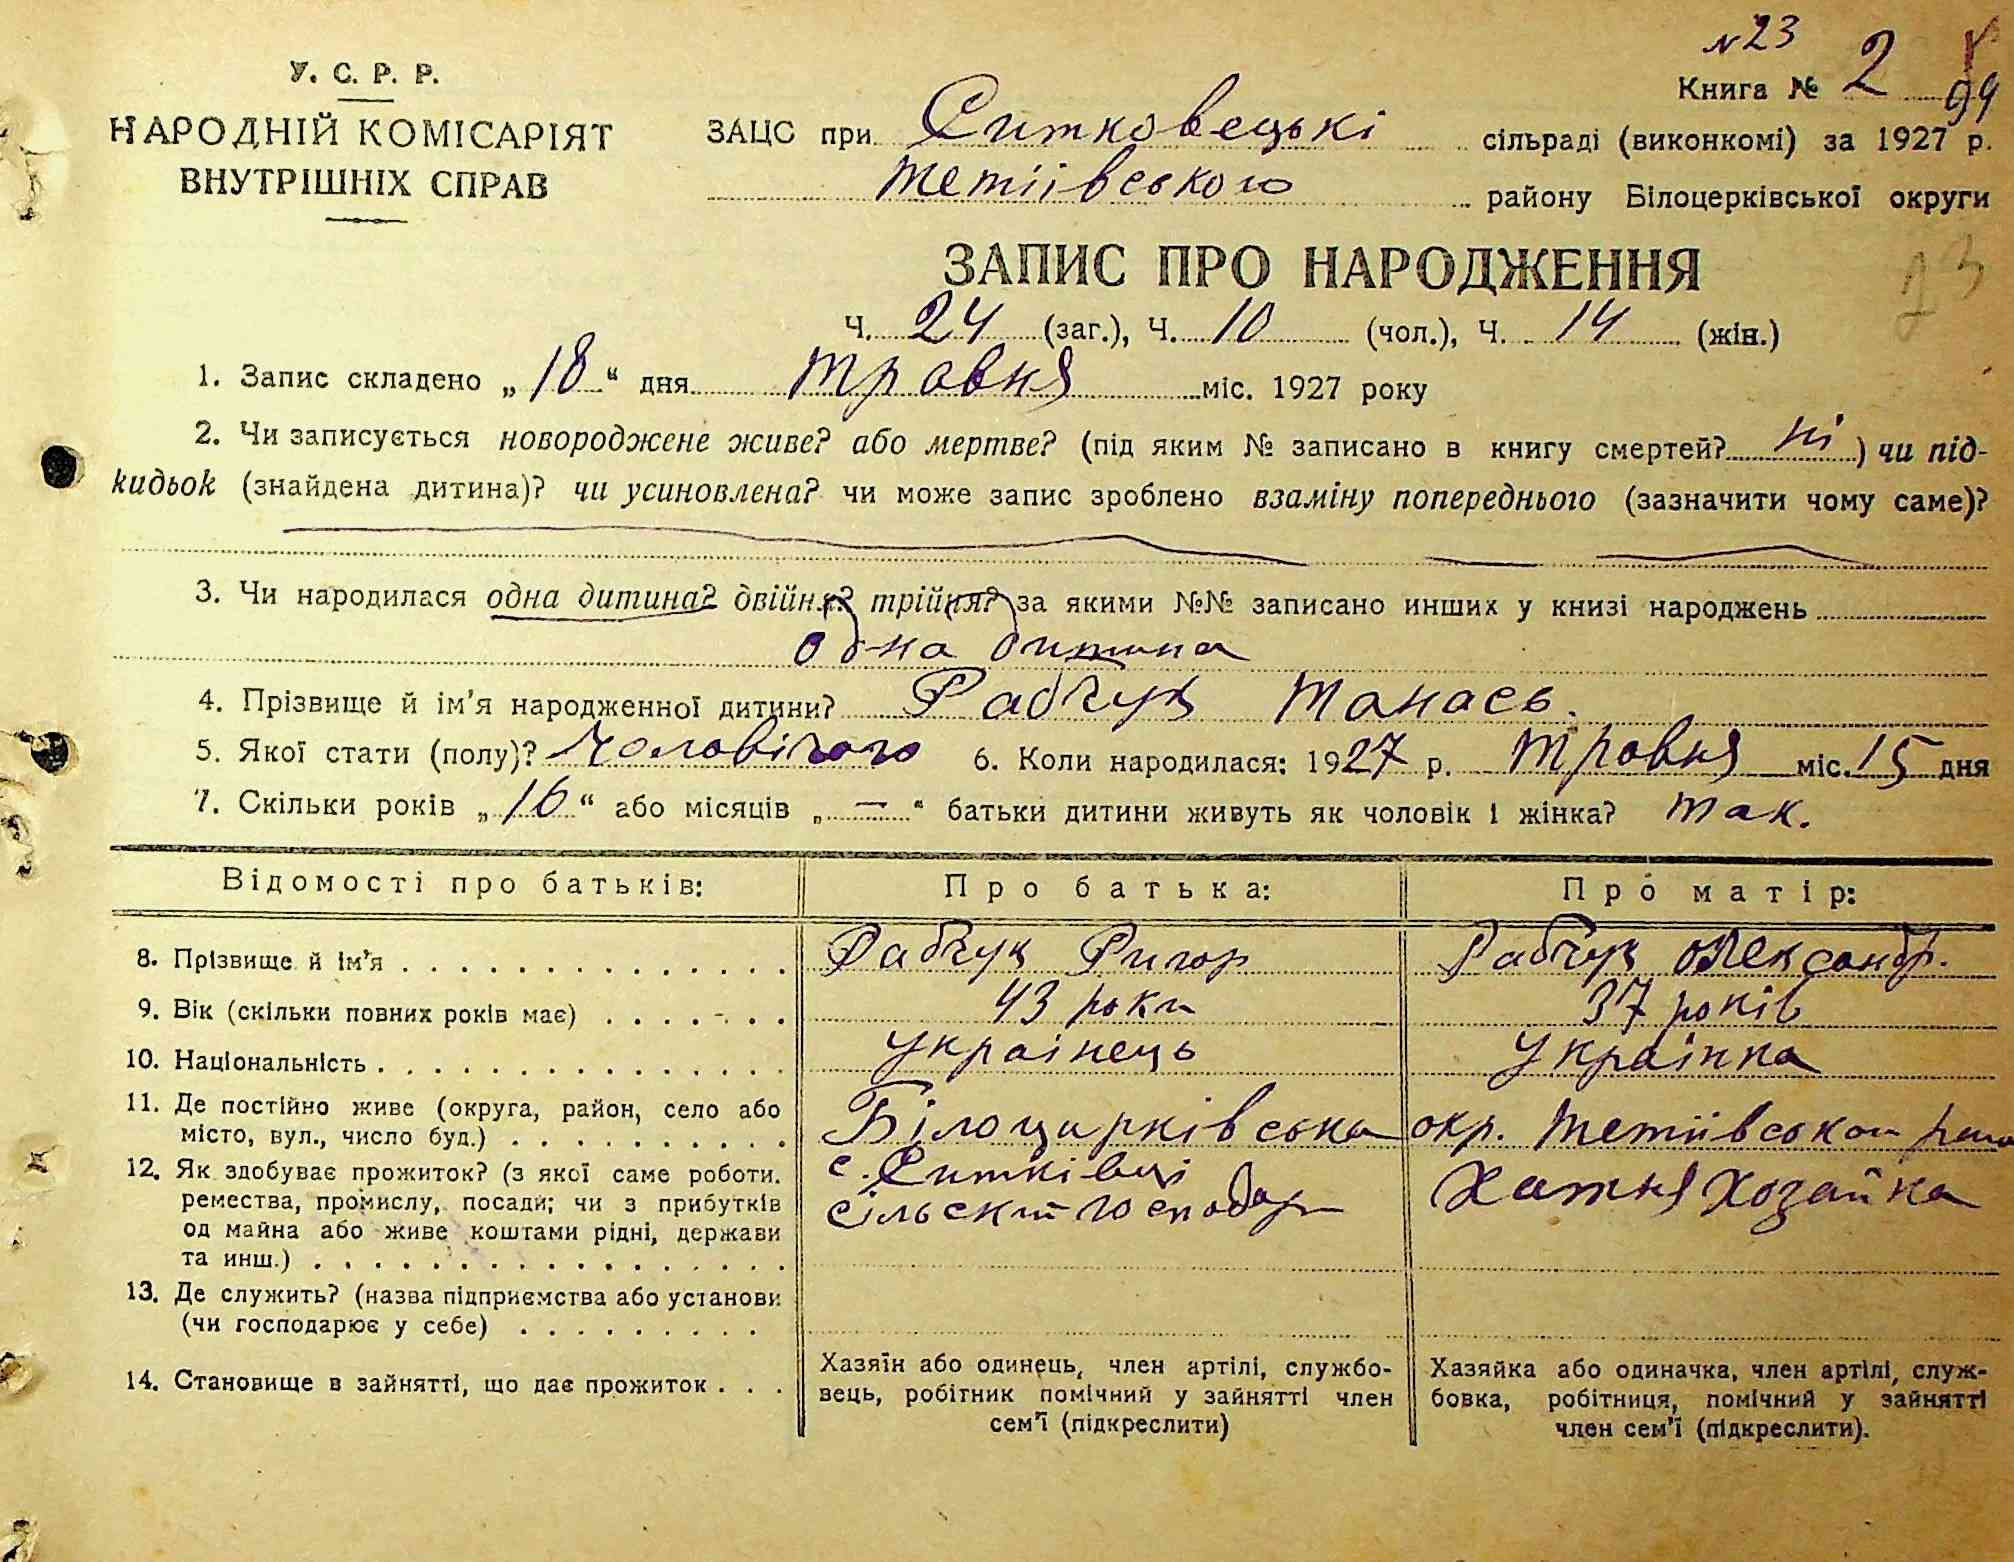 №23
У. С. Р. Р.
Книга № 2 99
НАРОДНІЙ КОМІСАРІЯТ
ВНУТРІШНІХ СПРАВ
ЗАЦС при Ситковецькі сільраді (виконкомі) за 1927 р.
Тетіівського району Білоцерківської округи
ЗАПИС ПРО НАРОДЖЕННЯ
23
Ч. 24 (заг.), Ч. 10 (чол.), Ч. 14 (жін.)
1. Запис складено „18“ дня травня міс. 1927 року
2. Чи записується новороджене живе? або мертве? (під яким № записано в книгу смертей? ні) чи під-
кидьок (знайдена дитина)? чи усиновлена? чи може запис зроблено взаміну попереднього (зазначити чому саме)?
3. Чи народилася одна дитина? двійня? трійня? за якими №№ записано инших у книзі народжень
одна дитина
4. Прізвище й ім'я народженної дитини? Рабчук Танась.
5. Якої стати (полу)? Чоловічого 6. Коли народилася: 1927 р. Травня міс. 15 дня
7. Скільки років „16“ або місяців „—“ батьки дитини живуть як чоловік і жінка? так.
Відомості про батьків: Про батька: Про матір:
8. Прізвище й ім'я Рабчук Ригор Рабчук Олександр.
9. Вік (скільки повних років має) 43 роки 37 років
10. Національність українець Українка
11. Де постійно живе (округа, район, село або
місто, вул., число буд.) Білоцирківська окр. Тетіівського
с. Ситківці
12. Як здобуває прожиток? (з якої саме роботи.
ремества, промислу, посади; чи з прибутків
од майна або живе коштами рідні, держави
та инш.) сільский господар Хатня Хозайка
13. Де служить? (назва підприємства або установи
(чи господарює у себе)
14. Становище в зайнятті, що дає прожиток
Хазяїн або одинець, член артілі, службо-
вець, робітник помічний у зайнятті член
сем'ї (підкреслити)
Хазяйка або одиначка, член артілі, служ-
бовка, робітниця, помічний у зайнятті
член сем'ї (підкреслити).